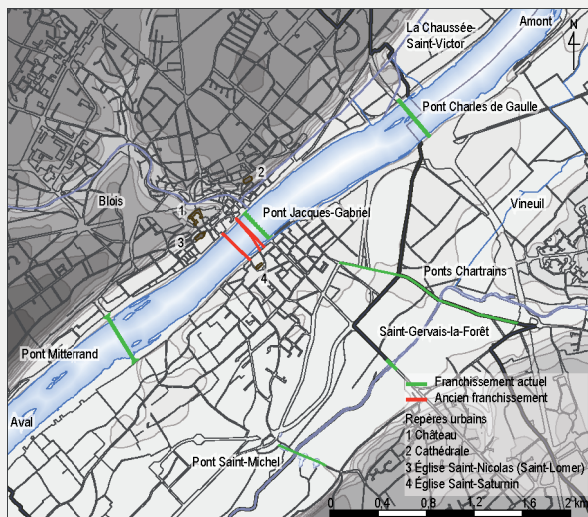 La Chaussée-
Saint-Victor
Amont
N
Pont Charles de Gaulle
2
Blois
1
Pont Jacques-Gabriel
Vineuil
3
4
Ponts Chartrains
Saint-Gervais-la-Forêt
Pont Mitterrand
Aval
Pont Saint-Michel
Franchissement actuel
Ancien franchissement
Repères urbains
1 Château
2 Cathédrale
3 Église Saint-Nicolas (Saint-Lomer)
4 Église Saint-Saturnin
0 0,4 0,8 1,2 1,6 2 km